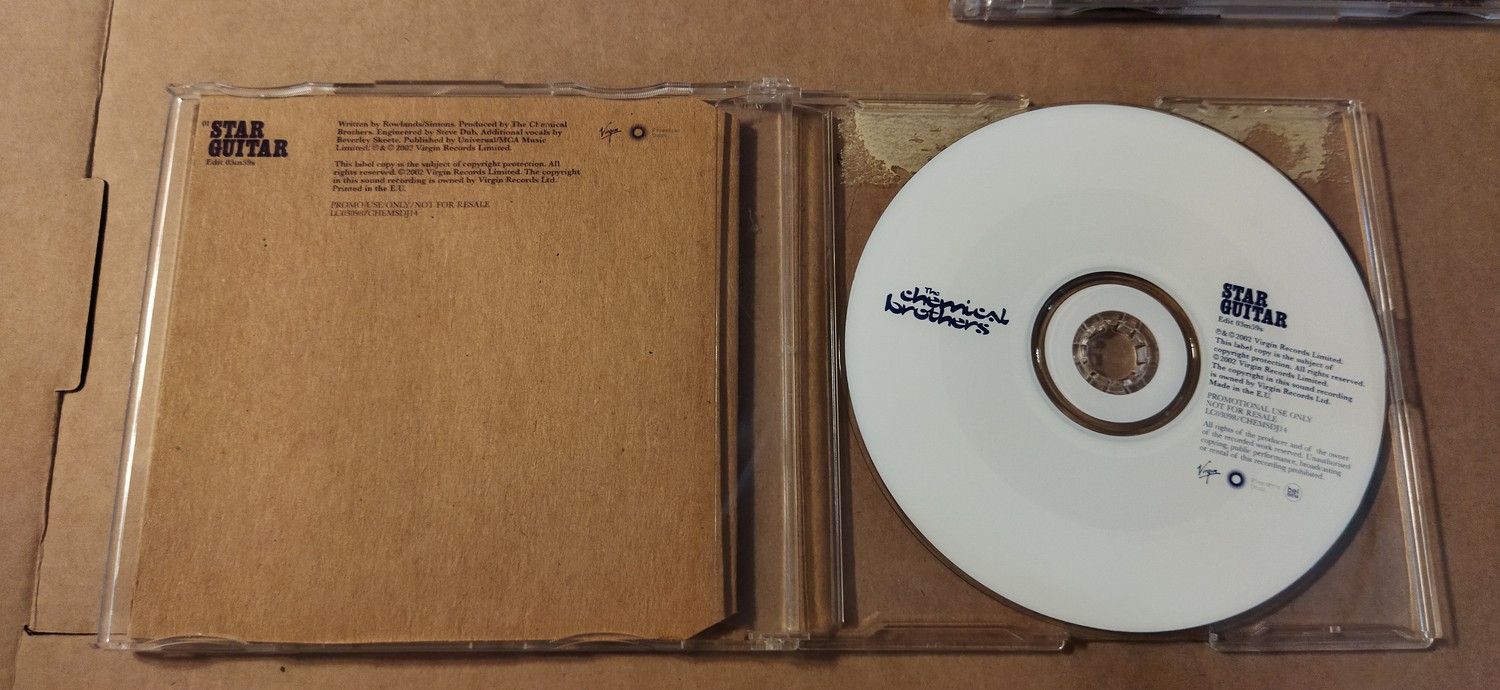 01
STAR
GUITAR
Edit 03m59s
Written by Rowlands/Simons. Produced by The Chemical
Brothers. Engineered by Steve Dub. Additional vocals by
Beverley Skeete. Published by Universal/MCA Music
Limited. ℗&© 2002 Virgin Records Limited.
This label copy is the subject of copyright protection. All
rights reserved. © 2002 Virgin Records Limited. The copyright
in this sound recording is owned by Virgin Records Ltd.
Printed in the E.U.
PROMO USE ONLY/NOT FOR RESALE
LC03098/CHEMSDJ14
Virgin
The
chemical
brothers
STAR
GUITAR
Edit 03m59s
℗&© 2002 Virgin Records Limited.
This label copy is the subject of
copyright protection. All rights reserved.
© 2002 Virgin Records Limited.
The copyright in this sound recording
is owned by Virgin Records Ltd.
Made in the E.U.
PROMOTIONAL USE ONLY
NOT FOR RESALE
LC03098/CHEMSDJ14
All rights of the producer and of the owner
of the recorded work reserved. Unauthorised
copying, public performance, broadcasting
or rental of this recording prohibited.
Virgin